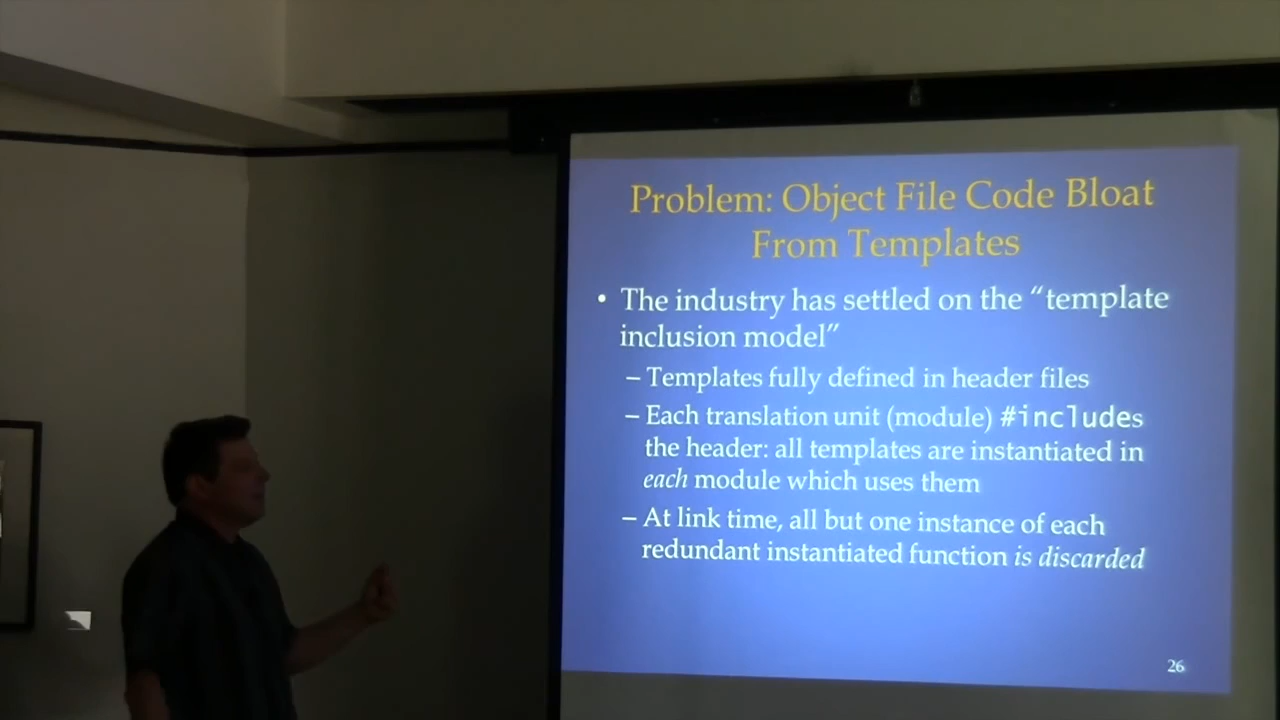 Problem: Object File Code Bloat
From Templates
• The industry has settled on the “template
inclusion model”
– Templates fully defined in header files
– Each translation unit (module) #includes
the header: all templates are instantiated in
each module which uses them
– At link time, all but one instance of each
redundant instantiated function is discarded
26